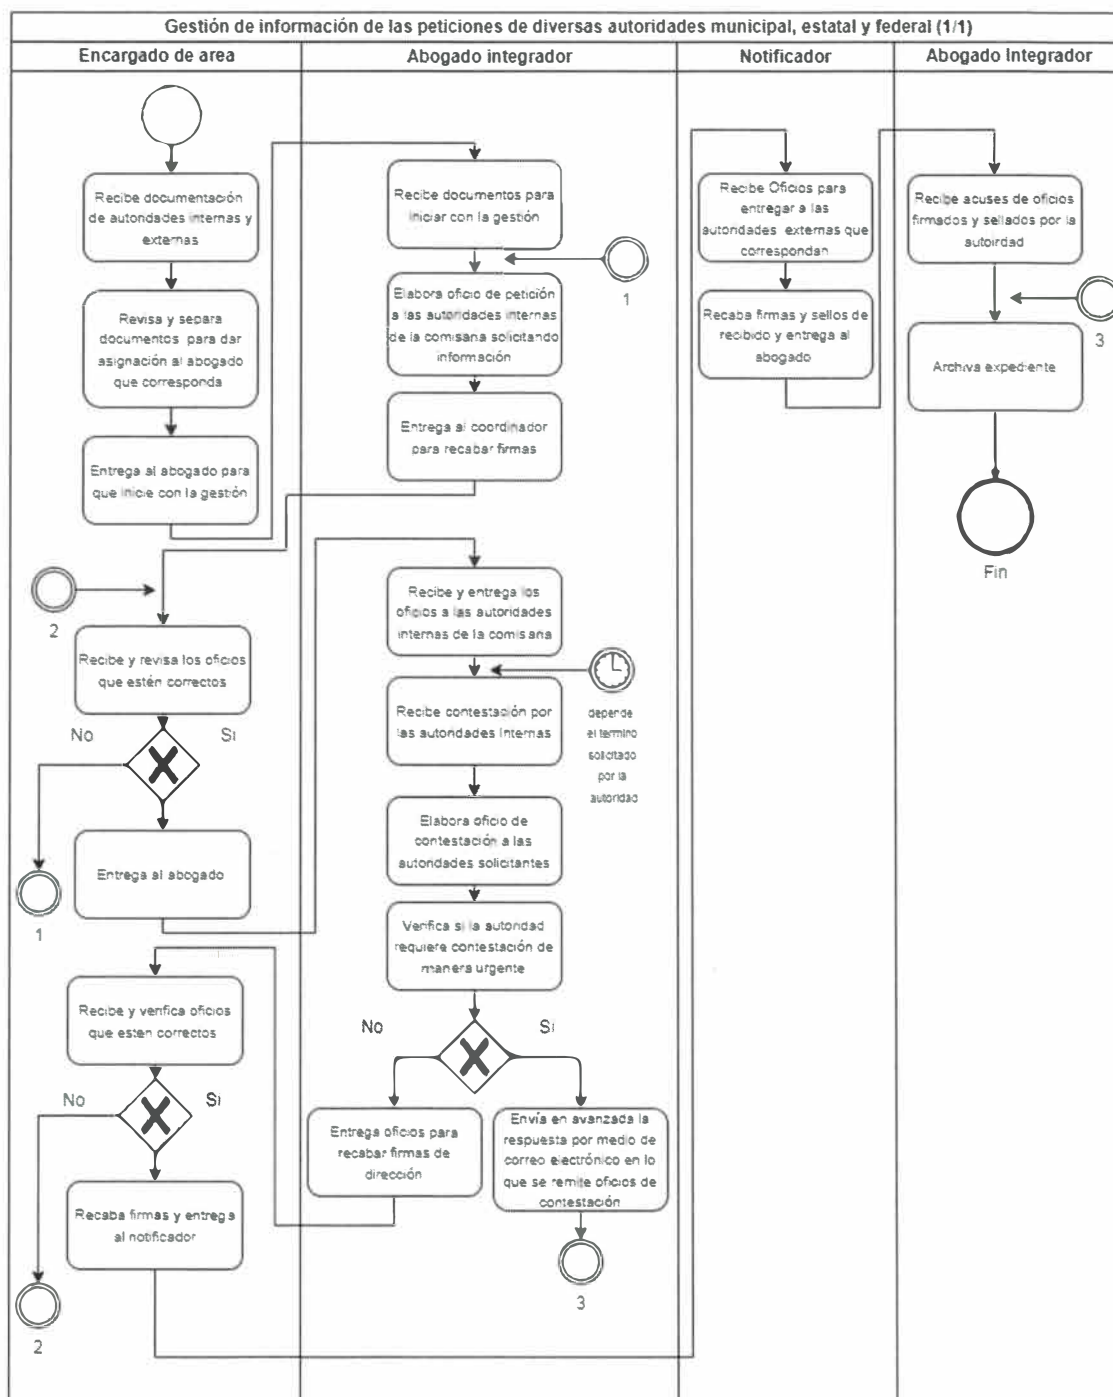 Gestión de información de las peticiones de diversas autoridades municipal, estatal y federal (1/1)
Encargado de area
Abogado integrador
Notificador
Abogado Integrador
Recibe documentación
de autoridades internas y
externas
Revisa y separa
documentos para dar
asignación al abogado
que corresponda
Entrega al abogado para
que inicie con la gestión
2
Recibe y revisa los oficios
que estén correctos
No
Si
1
Entrega al abogado
Recibe y verifica oficios
que esten correctos
No
Si
2
Recaba firmas y entrega
al notificador
Recibe documentos para
iniciar con la gestión
1
Elabora oficio de petición
a las autoridades internas
de la comisaria solicitando
información
Entrega al coordinador
para recabar firmas
Recibe y entrega los
oficios a las autoridades
internas de la comisaria
depende
el termino
solicitado
por la
autoridad
Recibe contestación por
las autoridades Internas
Elabora oficio de
contestación a las
autoridades solicitantes
Verifica si la autoridad
requiere contestación de
manera urgente
No
Si
Entrega oficios para
recabar firmas de
dirección
Envía en avanzada la
respuesta por medio de
correo electrónico en lo
que se remite oficios de
contestación
3
Recibe Oficios para
entregar a las
autoridades externas que
correspondan
Recaba firmas y sellos de
recibido y entrega al
abogado
Recibe acuses de oficios
firmados y sellados por la
autoirdad
3
Archiva expediente
Fin